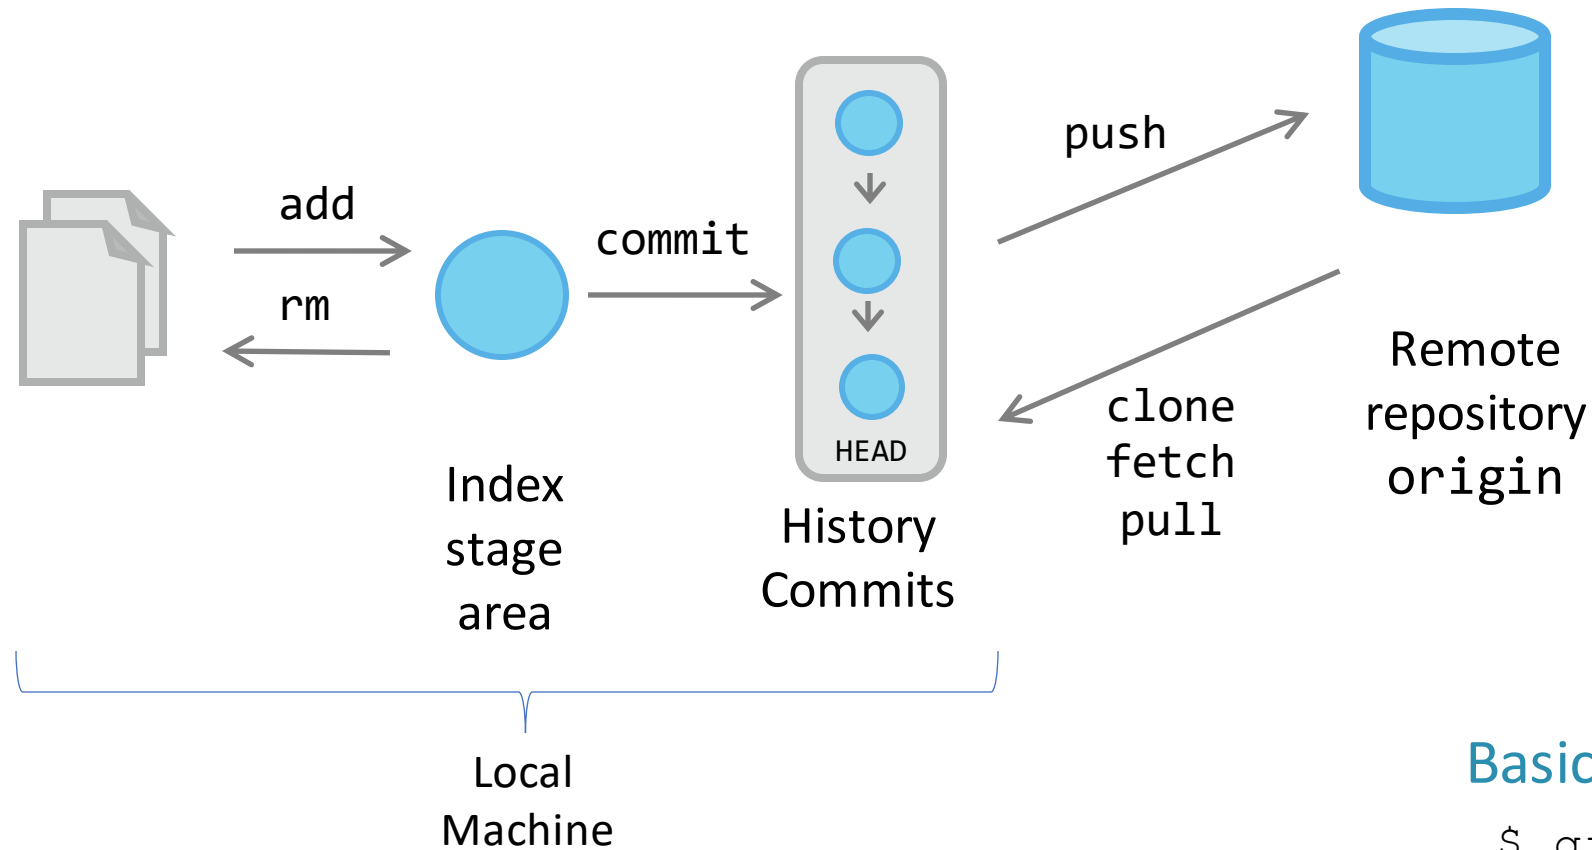 add
rm
commit
push
HEAD
clone
fetch
pull
Index
stage
area
History
Commits
Remote
repository
origin
Local
Machine
Basic
$